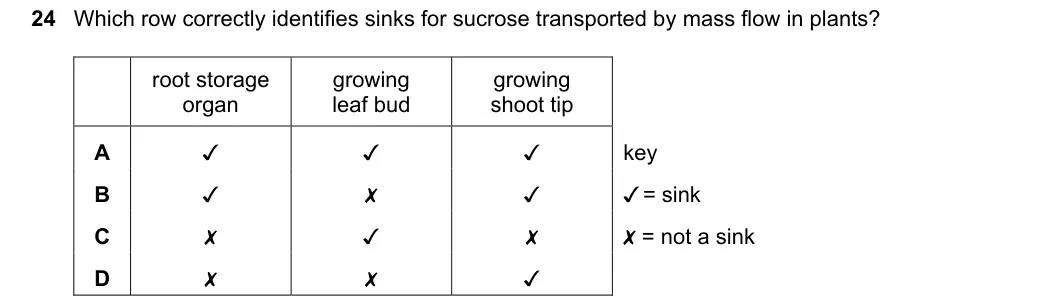 24 Which row correctly identifies sinks for sucrose transported by mass flow in plants?
root storage organ growing leaf bud growing shoot tip
A ✓ ✓ ✓ key
B ✓ ✗ ✓ ✓ = sink
C ✗ ✓ ✗ ✗ = not a sink
D ✗ ✗ ✓